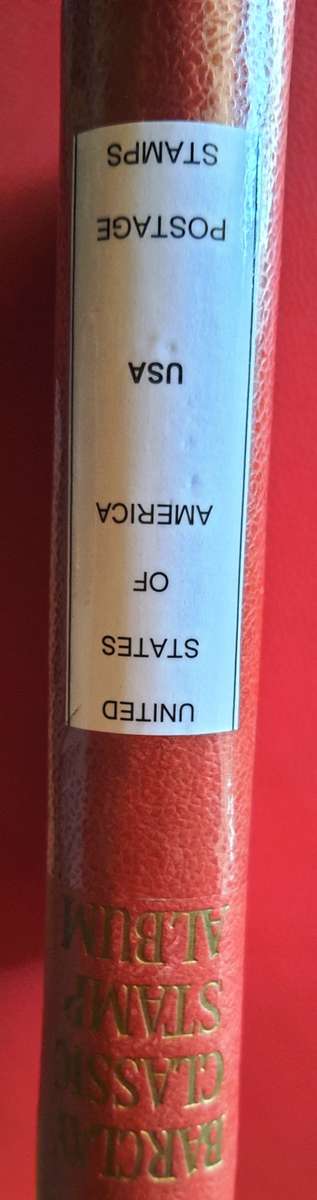 BARCLAY
CLASSIC
STAMP
ALBUM
UNITED
STATES
OF
AMERICA
USA
POSTAGE
STAMPS